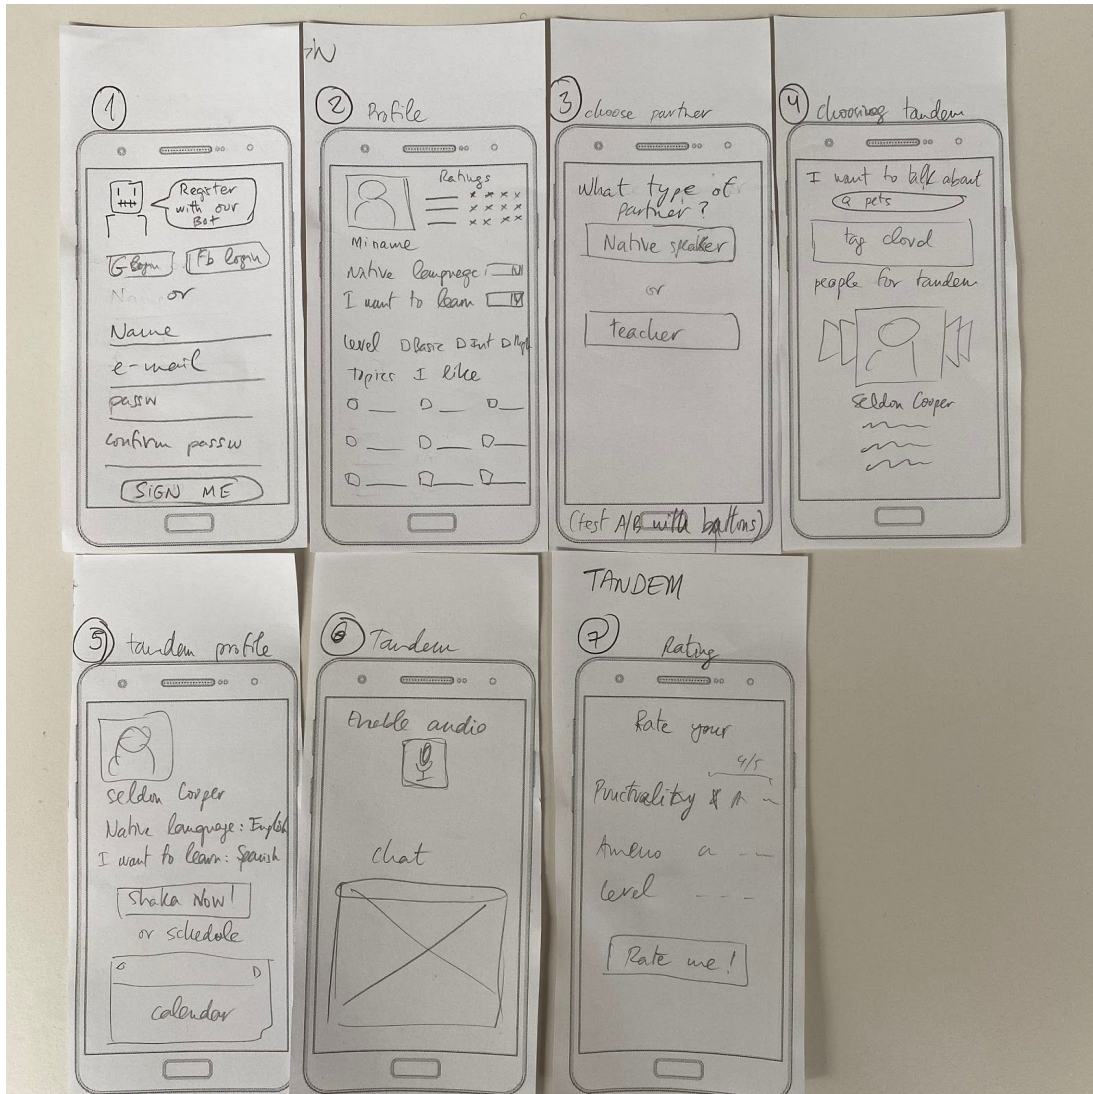 1
Register
with our
Bot
G Login
Fb login
or
Name
e-mail
passw
confirm passw
SIGN ME
2 Profile
Ratings
Mi name
Native language:
I want to learn
Level Basic Int
Topics I like
3 choose partner
What type of
partner?
Native speaker
or
teacher
(test A/B with buttons)
4 choosing tandem
I want to talk about
pets
tag cloud
people for tandem
Seldon Cooper
5 tandem profile
Seldon Cooper
Native language: English
I want to learn: Spanish
Shaka Now!
or schedule
calendar
6 Tandem
Enable audio
Chat
TANDEM
7 Rating
Rate your
4/5
Punctuality
Ameno
Level
Rate me!